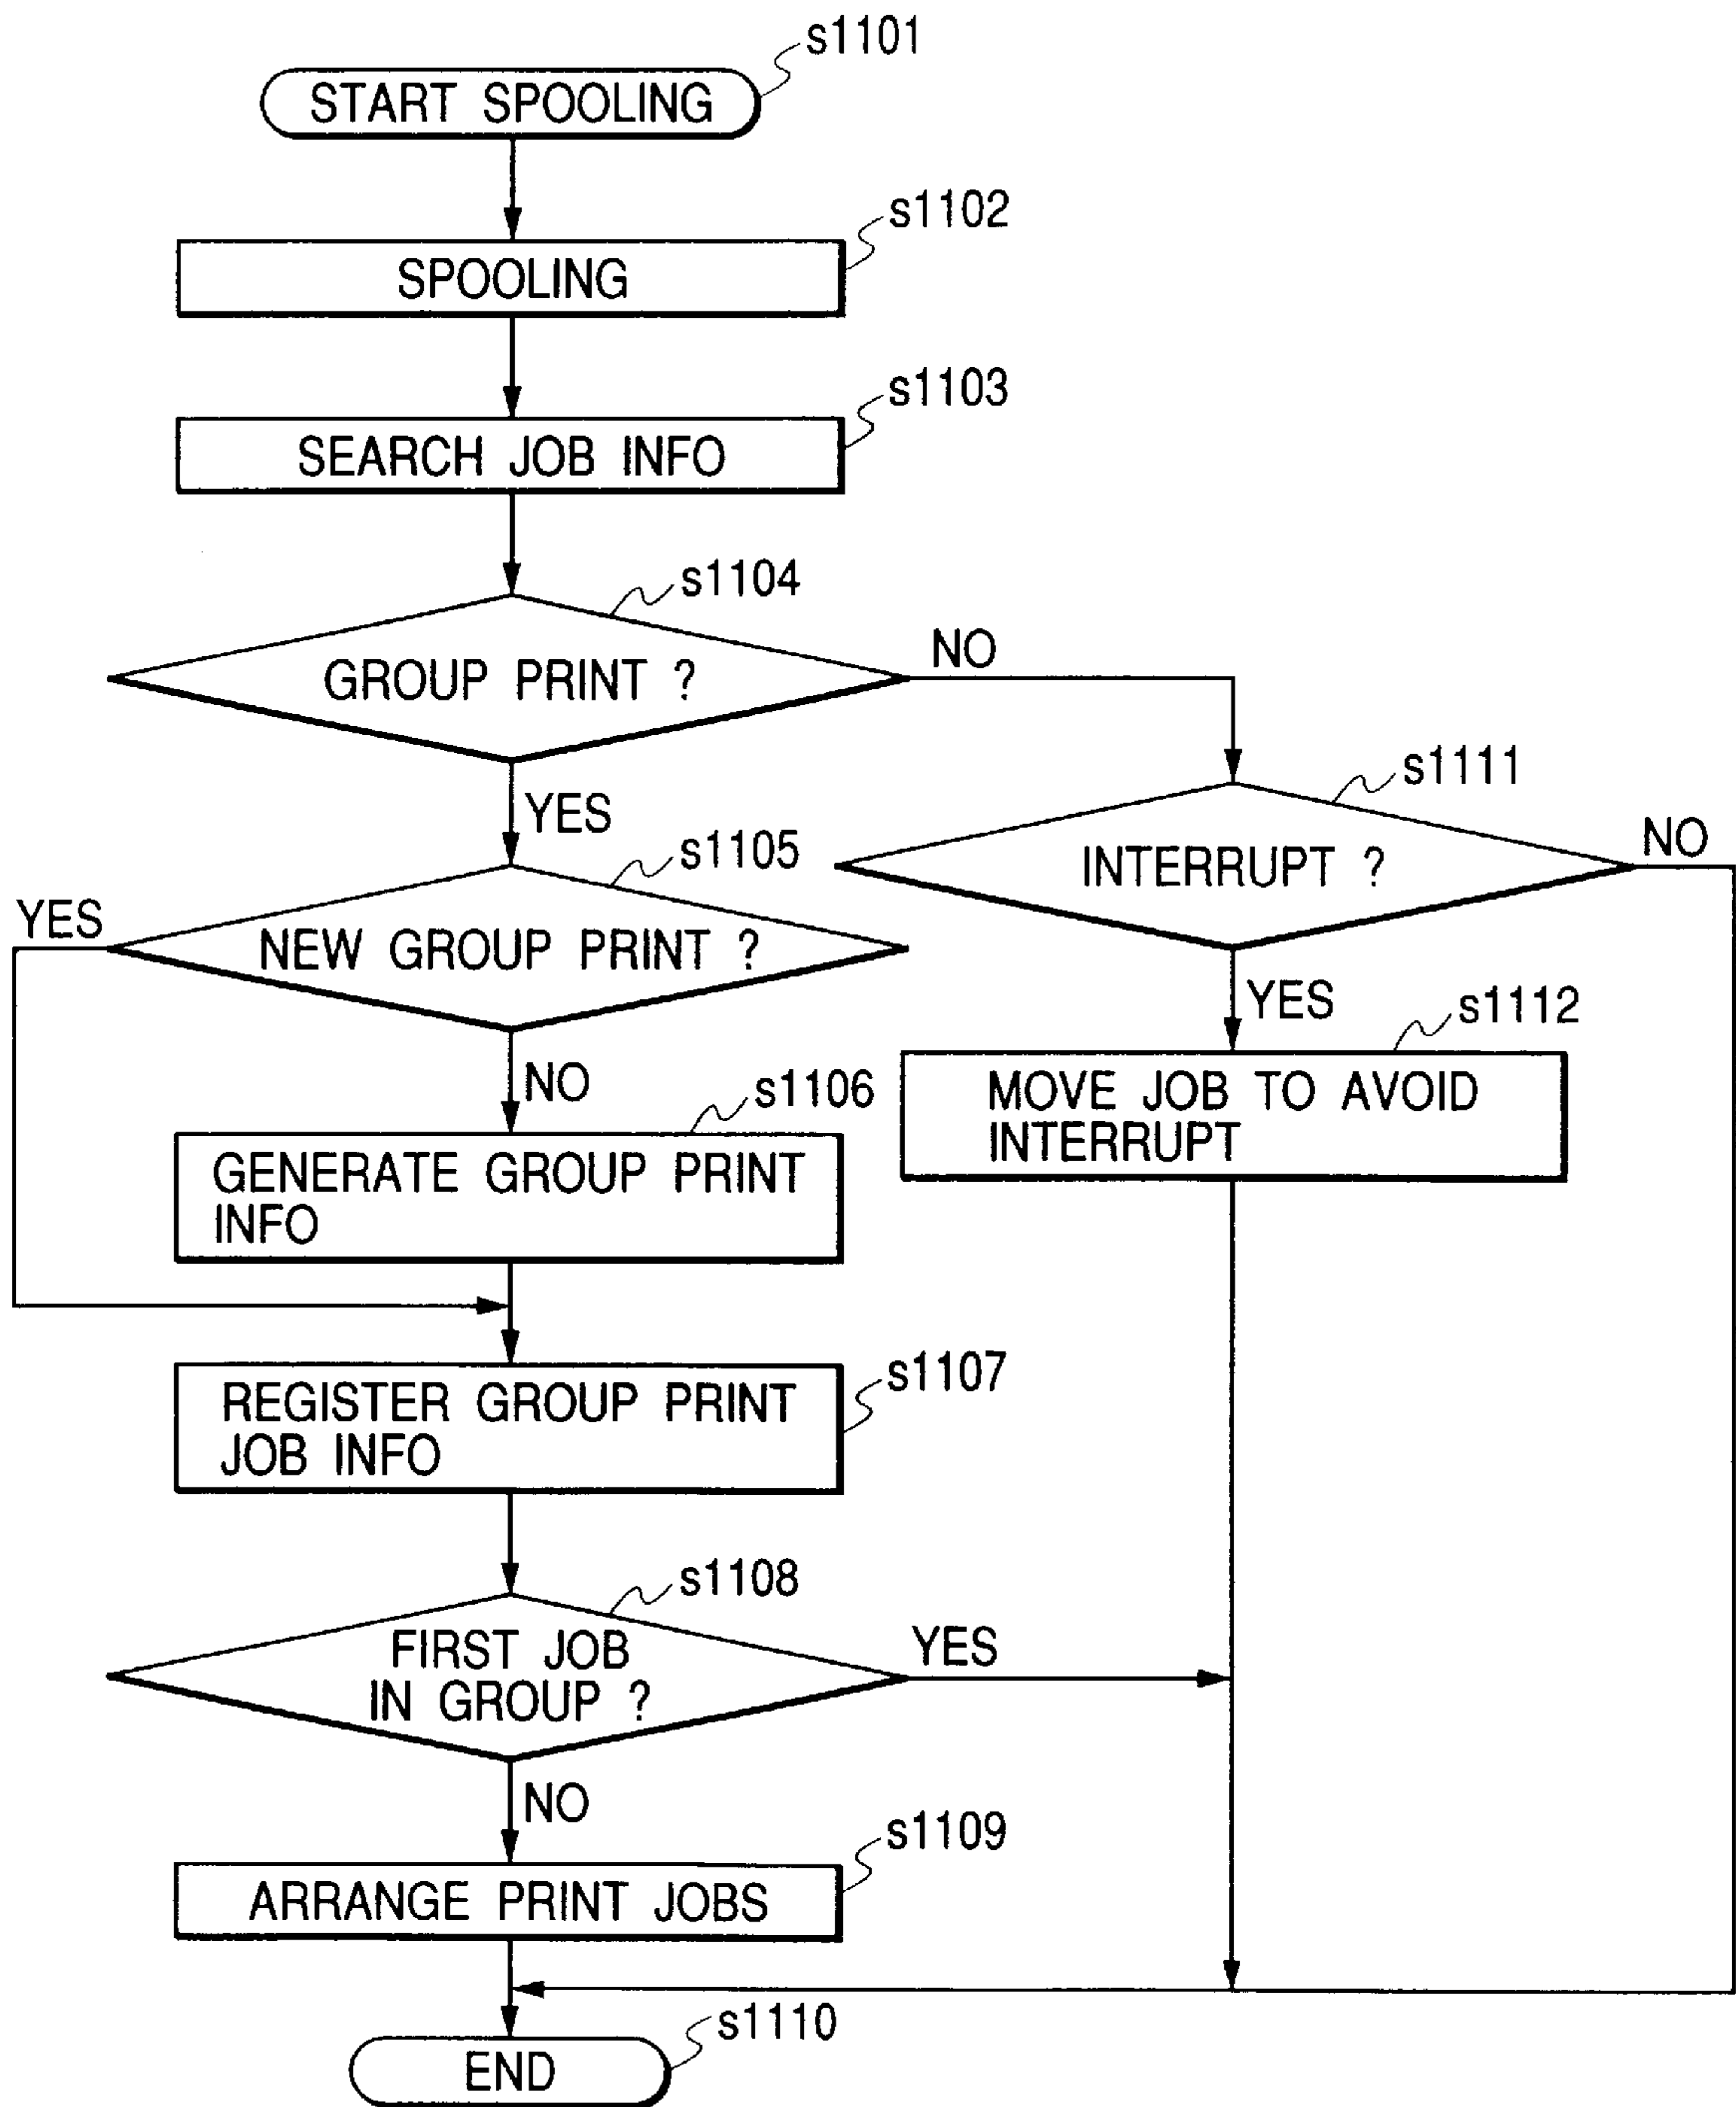 s1101
START SPOOLING
s1102
SPOOLING
s1103
SEARCH JOB INFO
s1104
GROUP PRINT ?
NO
YES
s1111
INTERRUPT ?
NO
YES
s1105
NEW GROUP PRINT ?
YES
NO
s1112
MOVE JOB TO AVOID
INTERRUPT
s1106
GENERATE GROUP PRINT
INFO
s1107
REGISTER GROUP PRINT
JOB INFO
s1108
FIRST JOB
IN GROUP ?
YES
NO
s1109
ARRANGE PRINT JOBS
s1110
END